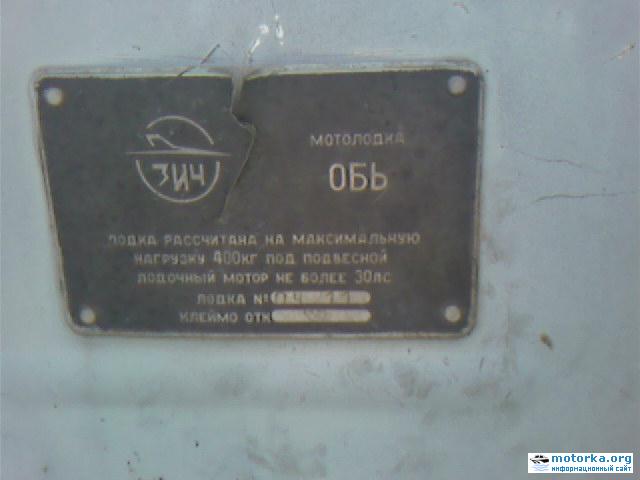 ЗИЧ
МОТОЛОДКА
ОБЬ
ЛОДКА РАССЧИТАНА НА МАКСИМАЛЬНУЮ
НАГРУЗКУ 400КГ ПОД ПОДВЕСНОЙ
ЛОДОЧНЫЙ МОТОР НЕ БОЛЕЕ 30ЛС
ЛОДКА №
КЛЕЙМО ОТК
motorka.org
информационный сайт